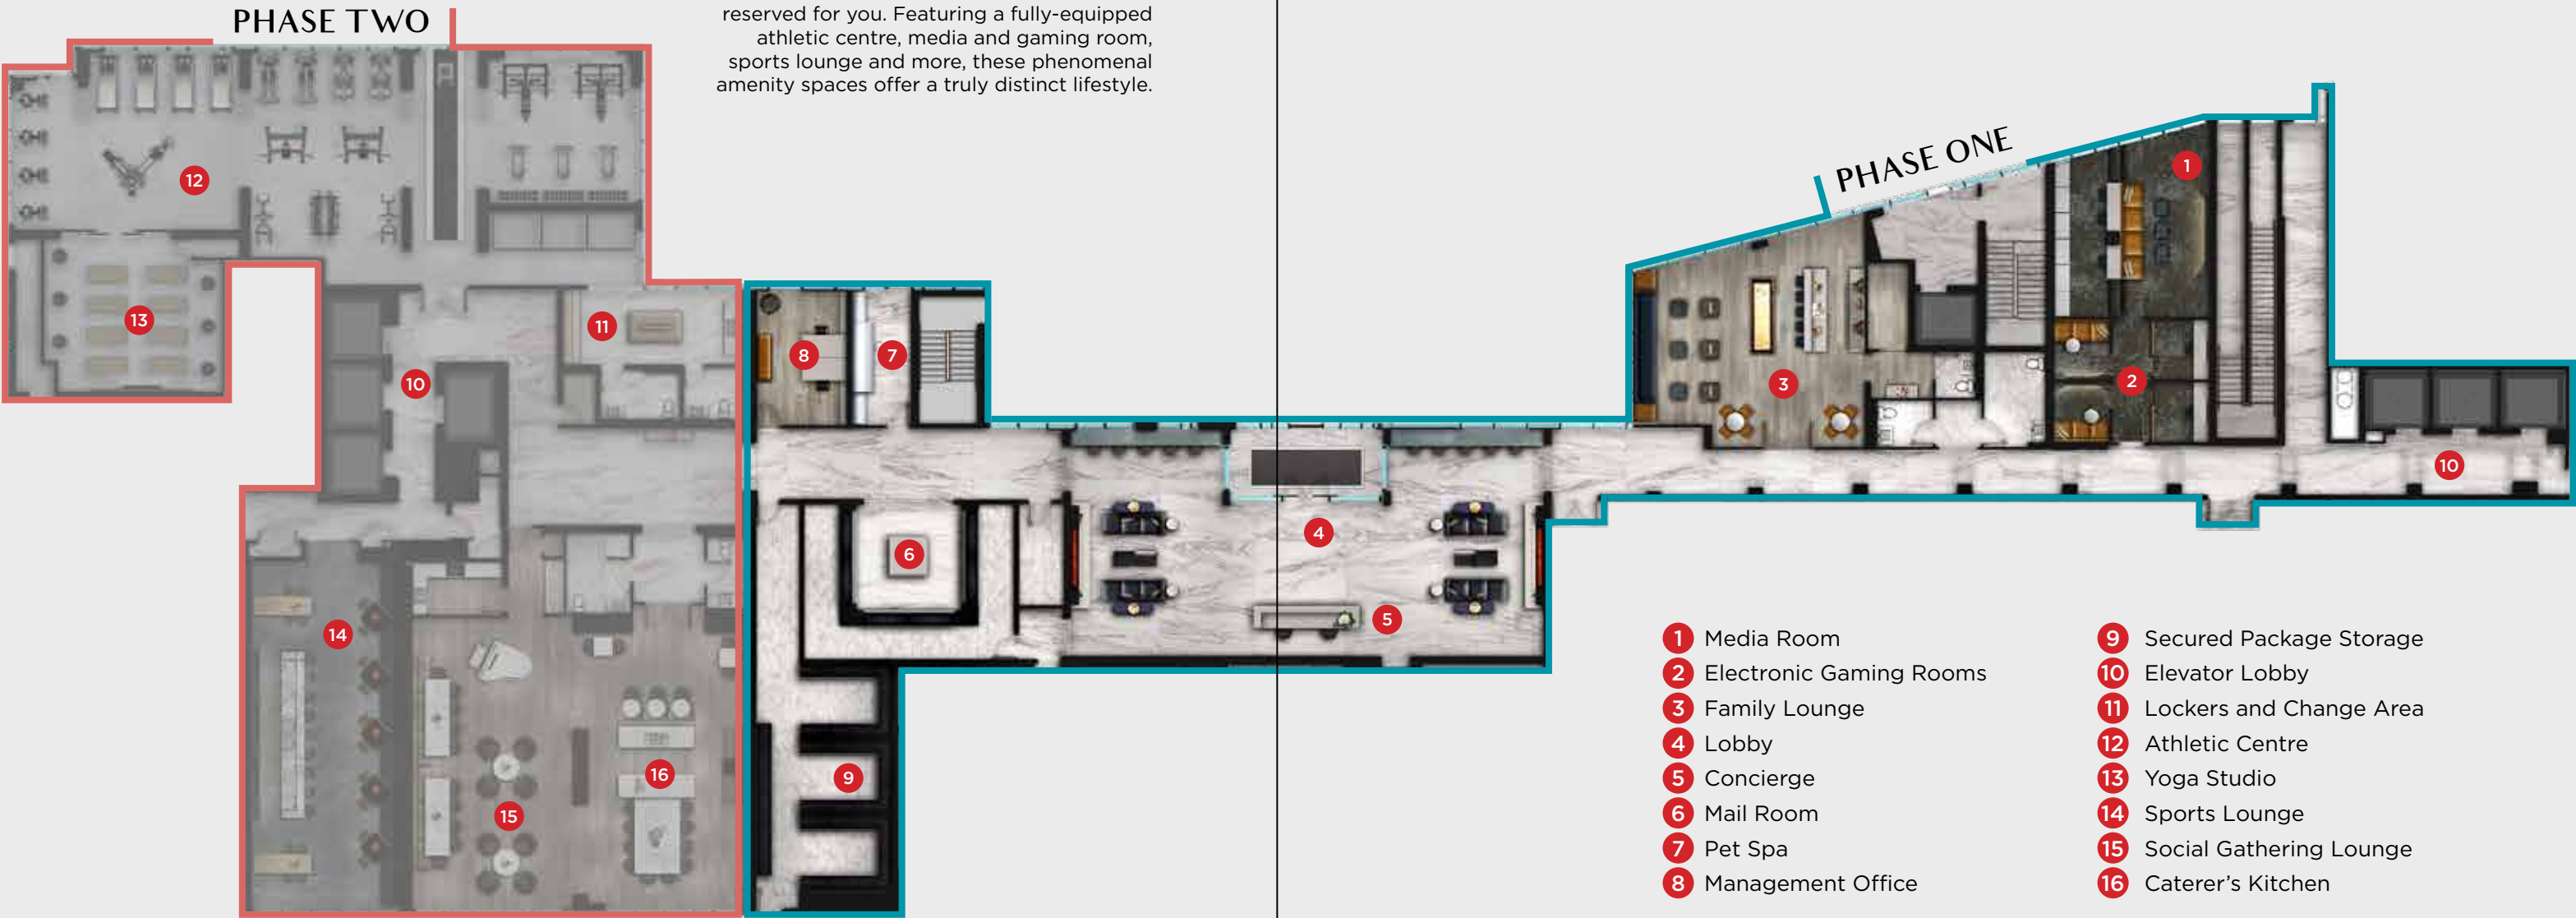 PHASE TWO
reserved for you. Featuring a fully-equipped
athletic centre, media and gaming room,
sports lounge and more, these phenomenal
amenity spaces offer a truly distinct lifestyle.
PHASE ONE
12
13
10
11
14
15
16
8
7
6
9
4
5
3
1
2
10
1 Media Room
2 Electronic Gaming Rooms
3 Family Lounge
4 Lobby
5 Concierge
6 Mail Room
7 Pet Spa
8 Management Office
9 Secured Package Storage
10 Elevator Lobby
11 Lockers and Change Area
12 Athletic Centre
13 Yoga Studio
14 Sports Lounge
15 Social Gathering Lounge
16 Caterer’s Kitchen